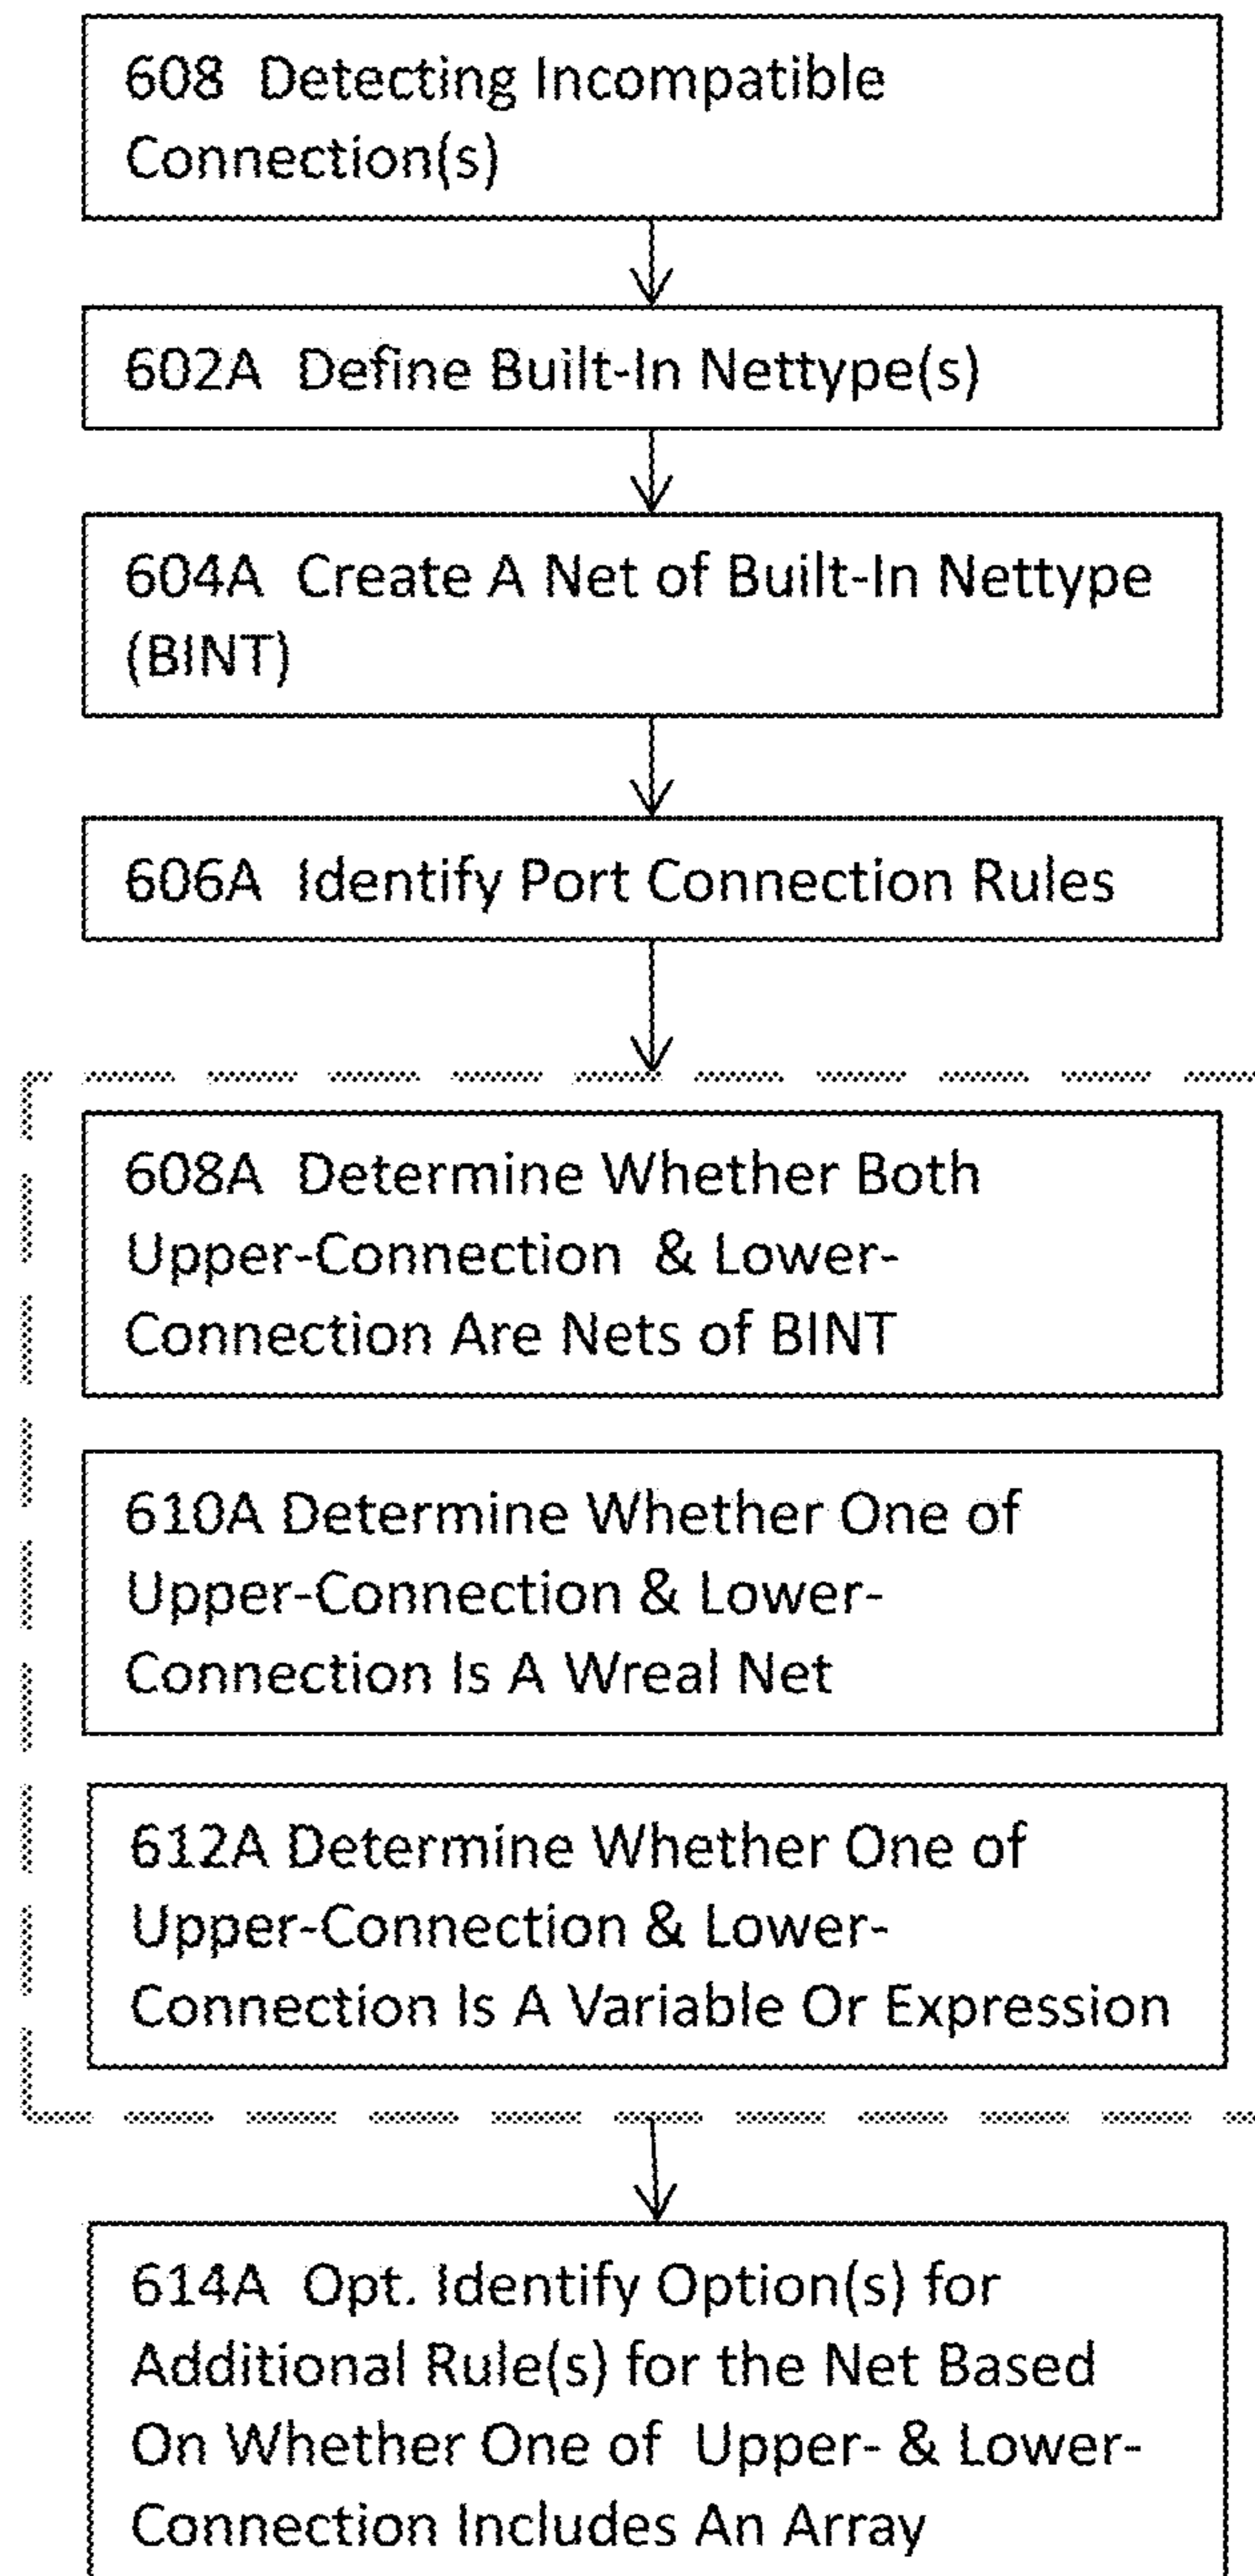 608 Detecting Incompatible
Connection(s)
602A Define Built-In Nettype(s)
604A Create A Net of Built-In Nettype
(BINT)
606A Identify Port Connection Rules
608A Determine Whether Both
Upper-Connection & Lower-
Connection Are Nets of BINT
610A Determine Whether One of
Upper-Connection & Lower-
Connection Is A Wreal Net
612A Determine Whether One of
Upper-Connection & Lower-
Connection Is A Variable Or Expression
614A Opt. Identify Option(s) for
Additional Rule(s) for the Net Based
On Whether One of Upper- & Lower-
Connection Includes An Array